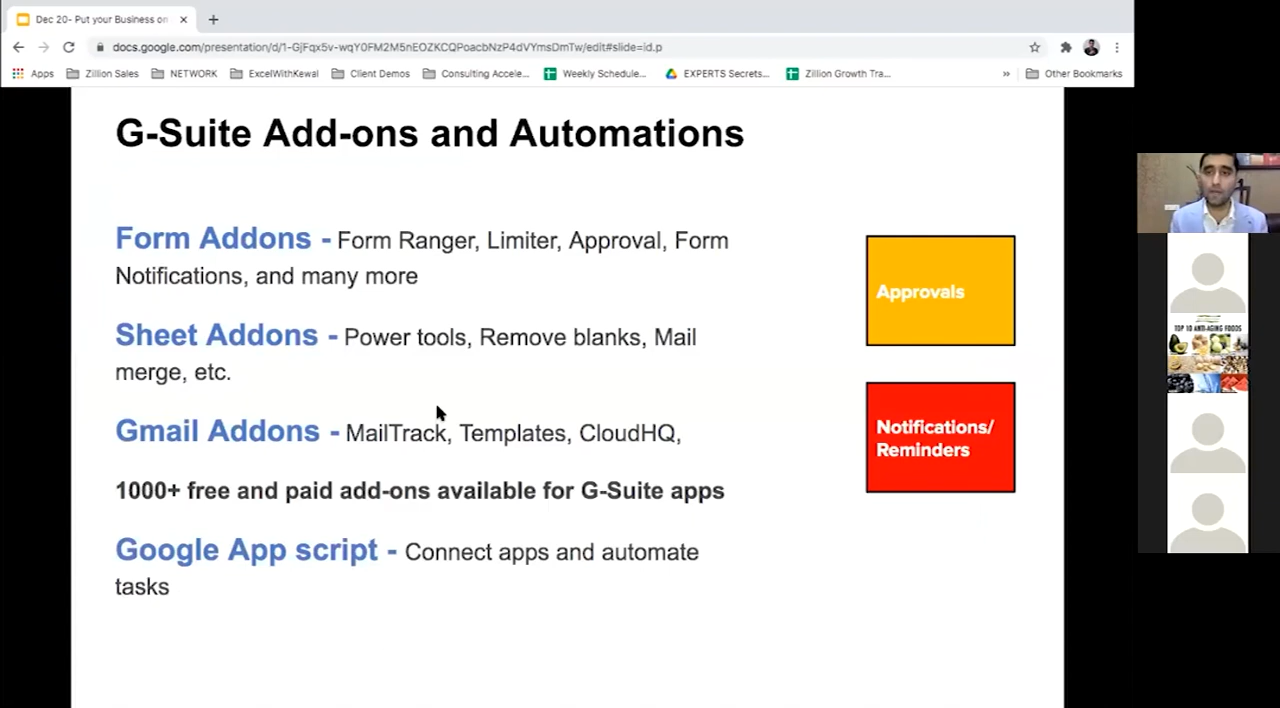 Dec 20- Put your Business on
docs.google.com/presentation/d/1-GjFqx5v-wqY0FM2M5nEOZKCQPoacbNzP4dVYmsDmTw/edit#slide=id.p
Apps Zillion Sales NETWORK ExcelWithKewal Client Demos Consulting Accele... Weekly Schedule... EXPERTS Secrets... Zillion Growth Tra... » Other Bookmarks
G-Suite Add-ons and Automations
Form Addons - Form Ranger, Limiter, Approval, Form
Notifications, and many more
Sheet Addons - Power tools, Remove blanks, Mail
merge, etc.
Gmail Addons - MailTrack, Templates, CloudHQ,
1000+ free and paid add-ons available for G-Suite apps
Google App script - Connect apps and automate
tasks
Approvals
Notifications/
Reminders
TOP 10 ANTI-AGING FOODS